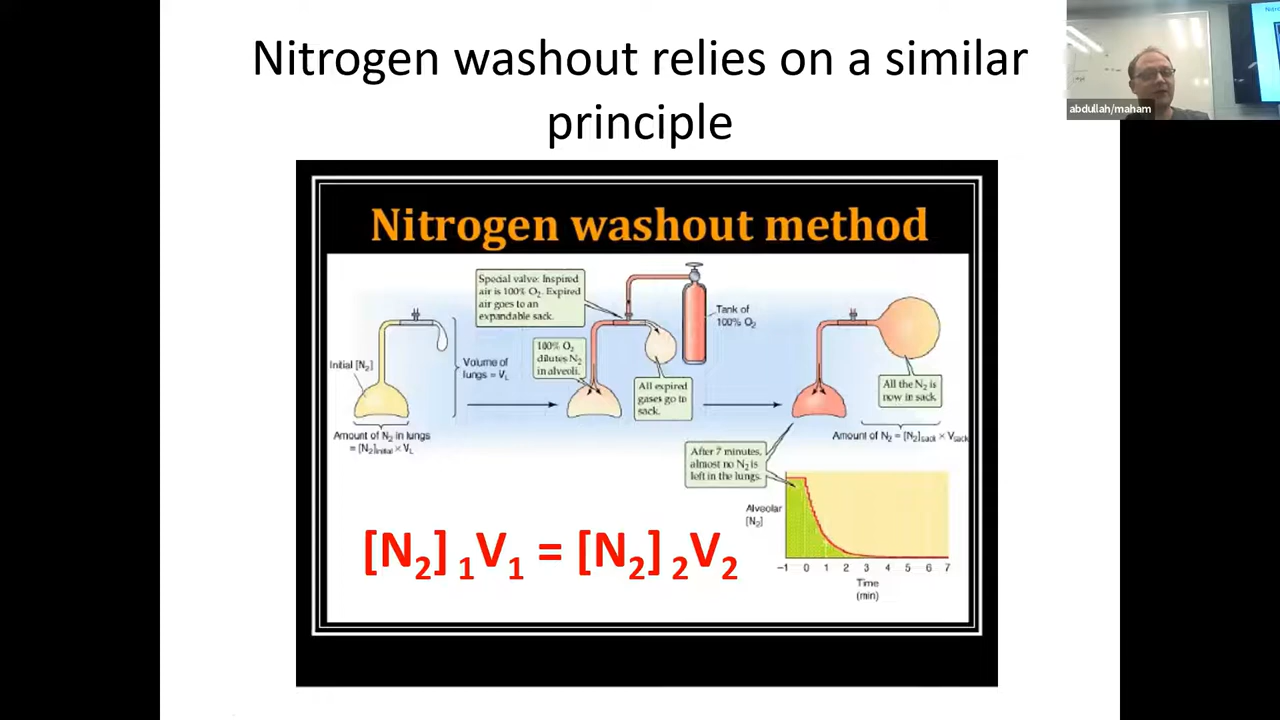 Nitrogen washout relies on a similar
principle
abdullah/maham
Nitrogen washout method
Special valve: Inspired
air is 100% O₂. Expired
air goes to an
expandable sack.
Tank of
100% O₂
100% O₂
dilutes N₂
in alveoli.
Initial [N₂]
Volume of
lungs = V_L
All expired
gases go to
sack.
All the N₂ is
now in sack.
Amount of N₂ in lungs
= [N₂]initial × V_L
Amount of N₂ = [N₂]sack × Vsack
After 7 minutes,
almost no N₂ is
left in the lungs.
Alveolar
[N₂]
[N₂] ₁V₁ = [N₂] ₂V₂
−1 0 1 2 3 4 5 6 7
Time
(min)